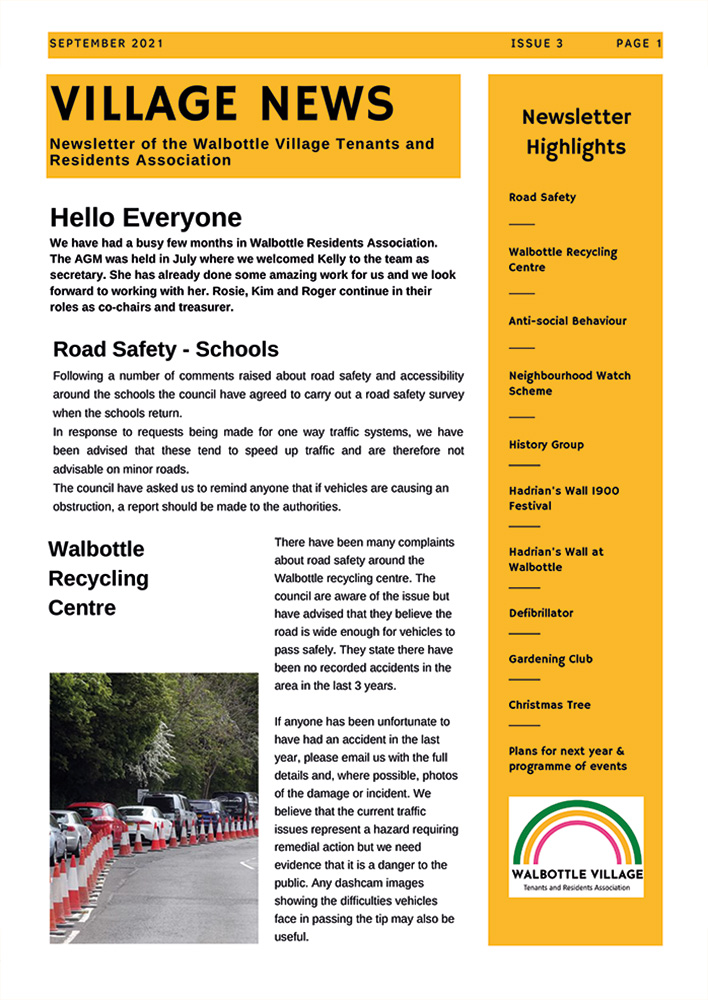 SEPTEMBER 2021 ISSUE 3 PAGE 1
VILLAGE NEWS
Newsletter of the Walbottle Village Tenants and
Residents Association
Hello Everyone
We have had a busy few months in Walbottle Residents Association.
The AGM was held in July where we welcomed Kelly to the team as
secretary. She has already done some amazing work for us and we look
forward to working with her. Rosie, Kim and Roger continue in their
roles as co-chairs and treasurer.
Road Safety - Schools
Following a number of comments raised about road safety and accessibility
around the schools the council have agreed to carry out a road safety survey
when the schools return.
In response to requests being made for one way traffic systems, we have
been advised that these tend to speed up traffic and are therefore not
advisable on minor roads.
The council have asked us to remind anyone that if vehicles are causing an
obstruction, a report should be made to the authorities.
Walbottle
Recycling
Centre
There have been many complaints
about road safety around the
Walbottle recycling centre. The
council are aware of the issue but
have advised that they believe the
road is wide enough for vehicles to
pass safely. They state there have
been no recorded accidents in the
area in the last 3 years.
If anyone has been unfortunate to
have had an accident in the last
year, please email us with the full
details and, where possible, photos
of the damage or incident. We
believe that the current traffic
issues represent a hazard requiring
remedial action but we need
evidence that it is a danger to the
public. Any dashcam images
showing the difficulties vehicles
face in passing the tip may also be
useful.
Newsletter
Highlights
Road Safety
Walbottle Recycling
Centre
Anti-social Behaviour
Neighbourhood Watch
Scheme
History Group
Hadrian's Wall 1900
Festival
Hadrian's Wall at
Walbottle
Defibrillator
Gardening Club
Christmas Tree
Plans for next year &
programme of events
WALBOTTLE VILLAGE
Tenants and Residents Association